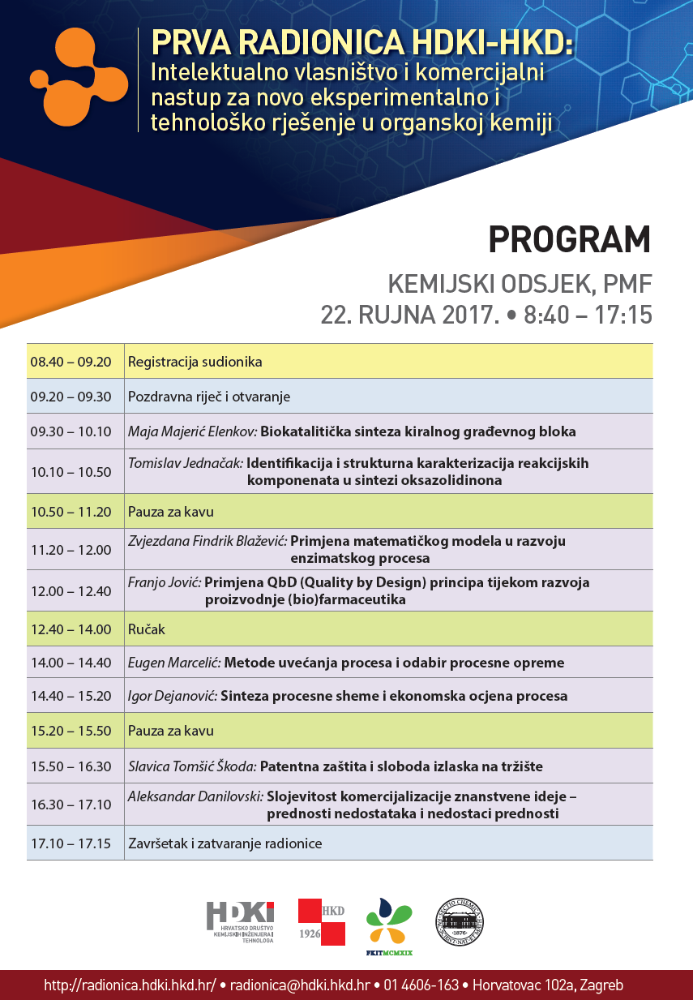 PRVA RADIONICA HDKI-HKD:
Intelektualno vlasništvo i komercijalni
nastup za novo eksperimentalno i
tehnološko rješenje u organskoj kemiji
PROGRAM
KEMIJSKI ODSJEK, PMF
22. RUJNA 2017. • 8:40 – 17:15
08.40 – 09.20 Registracija sudionika
09.20 – 09.30 Pozdravna riječ i otvaranje
09.30 – 10.10 Maja Majerić Elenkov: Biokatalitička sinteza kiralnog građevnog bloka
10.10 – 10.50 Tomislav Jednačak: Identifikacija i strukturna karakterizacija reakcijskih
komponenata u sintezi oksazolidinona
10.50 – 11.20 Pauza za kavu
11.20 – 12.00 Zvjezdana Findrik Blažević: Primjena matematičkog modela u razvoju
enzimatskog procesa
12.00 – 12.40 Franjo Jović: Primjena QbD (Quality by Design) principa tijekom razvoja
proizvodnje (bio)farmaceutika
12.40 – 14.00 Ručak
14.00 – 14.40 Eugen Marcelić: Metode uvećanja procesa i odabir procesne opreme
14.40 – 15.20 Igor Dejanović: Sinteza procesne sheme i ekonomska ocjena procesa
15.20 – 15.50 Pauza za kavu
15.50 – 16.30 Slavica Tomšić Škoda: Patentna zaštita i sloboda izlaska na tržište
16.30 – 17.10 Aleksandar Danilovski: Slojevitost komercijalizacije znanstvene ideje –
prednosti nedostataka i nedostaci prednosti
17.10 – 17.15 Završetak i zatvaranje radionice
HDKI
HRVATSKO DRUŠTVO
KEMIJSKIH INŽENJERA I
TEHNOLOGA
HKD
1926
FKITMCMXIX
SECTIO CHEMICA
·1876·
http://radionica.hdki.hkd.hr/ • radionica@hdki.hkd.hr • 01 4606-163 • Horvatovac 102a, Zagreb